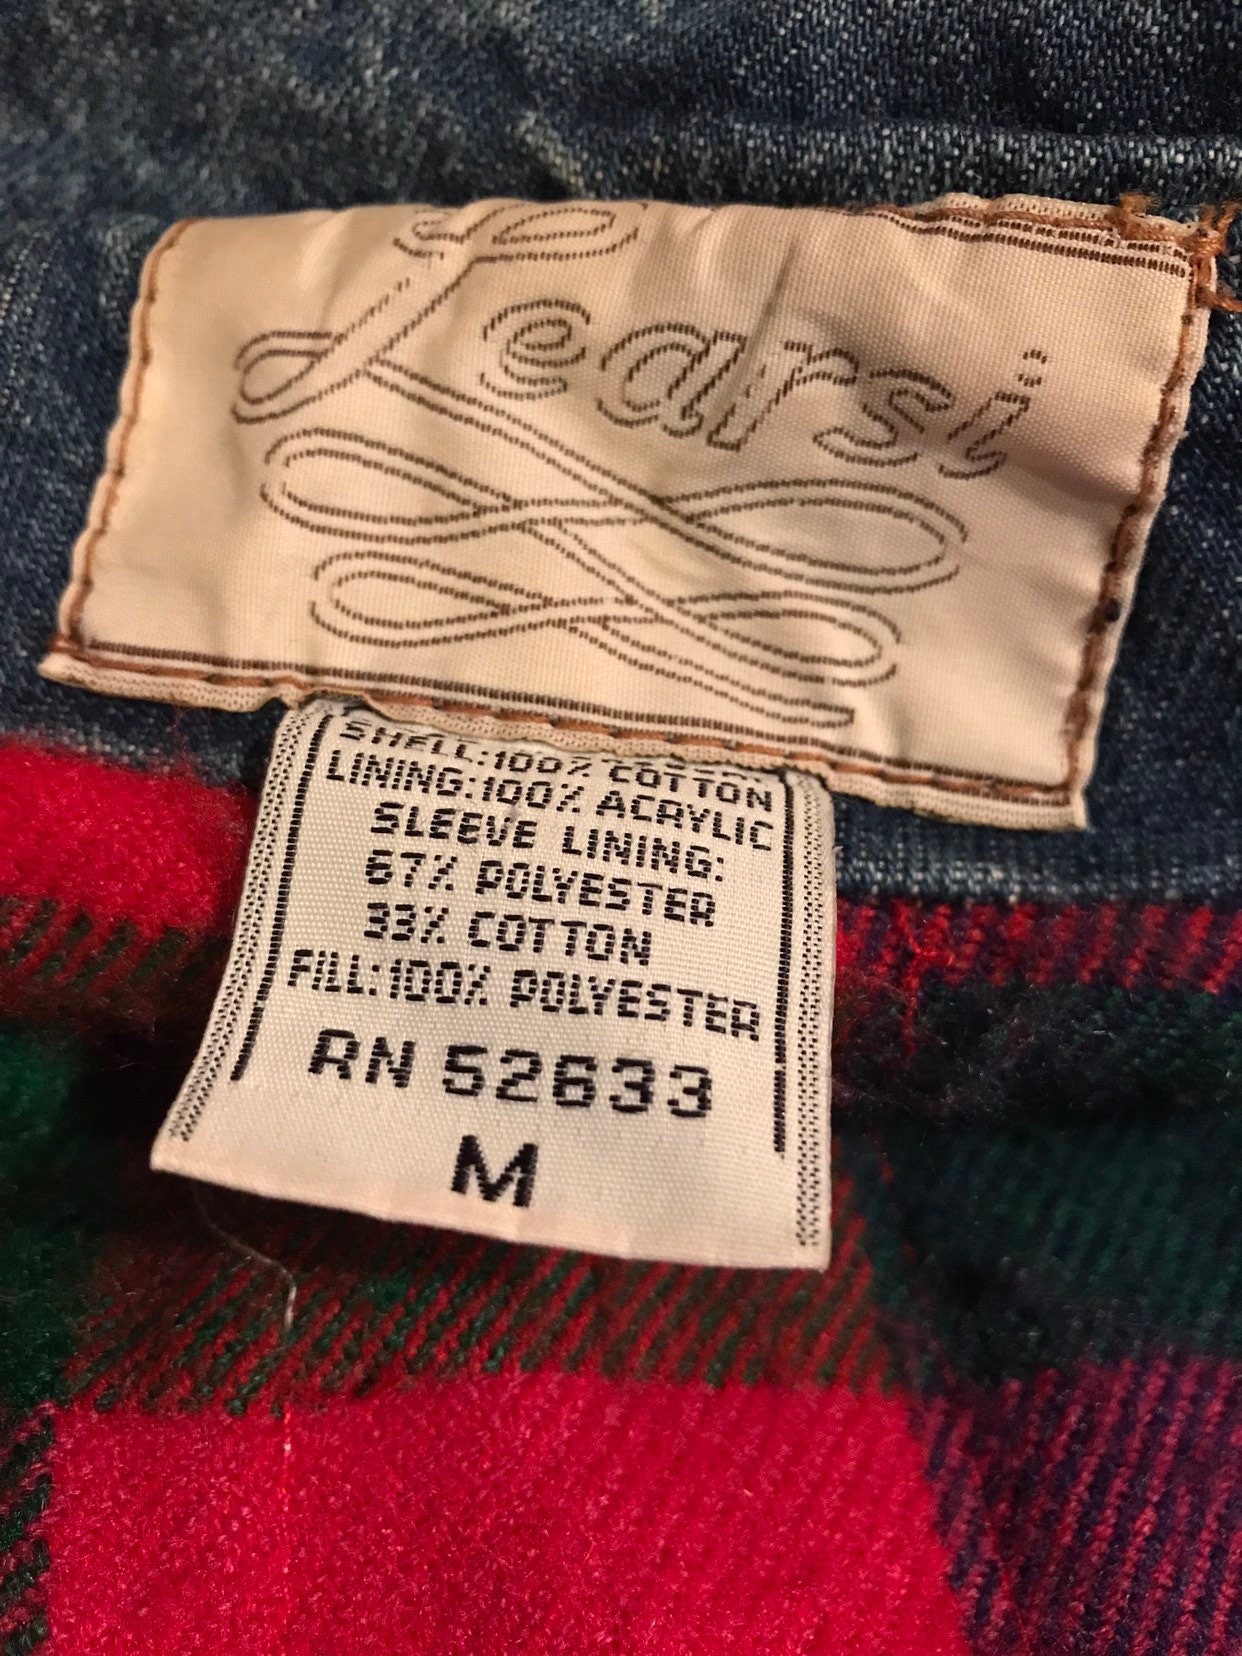 Learsi
SHELL:100% COTTON
LINING:100% ACRYLIC
SLEEVE LINING:
67% POLYESTER
33% COTTON
FILL:100% POLYESTER
RN 52633
M